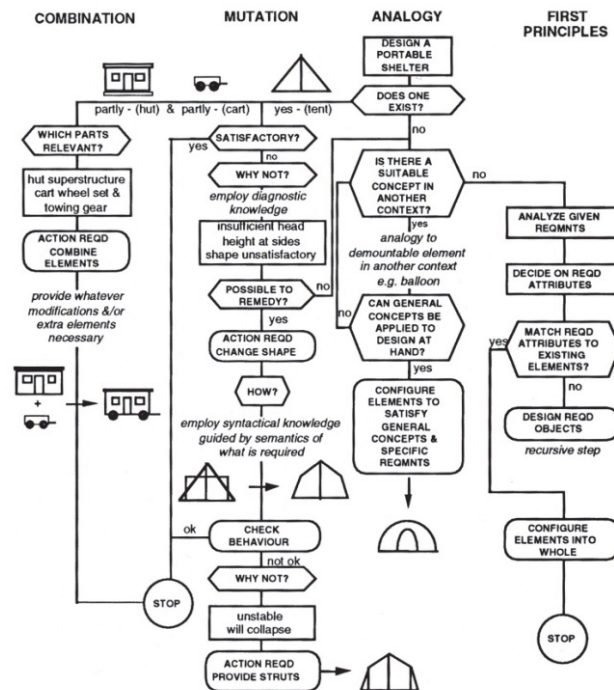 COMBINATION
MUTATION
ANALOGY
FIRST
PRINCIPLES
DESIGN A
PORTABLE
SHELTER
DOES ONE
EXIST?
partly - (hut) & partly - (cart)
yes - (tent)
no
WHICH PARTS
RELEVANT?
hut superstructure
cart wheel set &
towing gear
ACTION REQD
COMBINE
ELEMENTS
provide whatever
modifications &/or
extra elements
necessary
+
yes
SATISFACTORY?
no
WHY NOT?
employ diagnostic
knowledge
insufficient head
height at sides
shape unsatisfactory
POSSIBLE TO
REMEDY?
no
yes
ACTION REQD
CHANGE SHAPE
HOW?
employ syntactical knowledge
guided by semantics of
what is required
ok
CHECK
BEHAVIOUR
not ok
WHY NOT?
STOP
unstable
will collapse
ACTION REQD
PROVIDE STRUTS
IS THERE A
SUITABLE
CONCEPT IN
ANOTHER
CONTEXT?
no
yes
analogy to
demountable element
in another context
e.g. balloon
CAN GENERAL
CONCEPTS BE
APPLIED TO
DESIGN AT
HAND?
no
yes
CONFIGURE
ELEMENTS TO
SATISFY
GENERAL
CONCEPTS &
SPECIFIC
REQMNTS
ANALYZE GIVEN
REQMNTS
DECIDE ON REQD
ATTRIBUTES
yes
MATCH REQD
ATTRIBUTES TO
EXISTING
ELEMENTS?
no
DESIGN REQD
OBJECTS
recursive step
CONFIGURE
ELEMENTS INTO
WHOLE
STOP